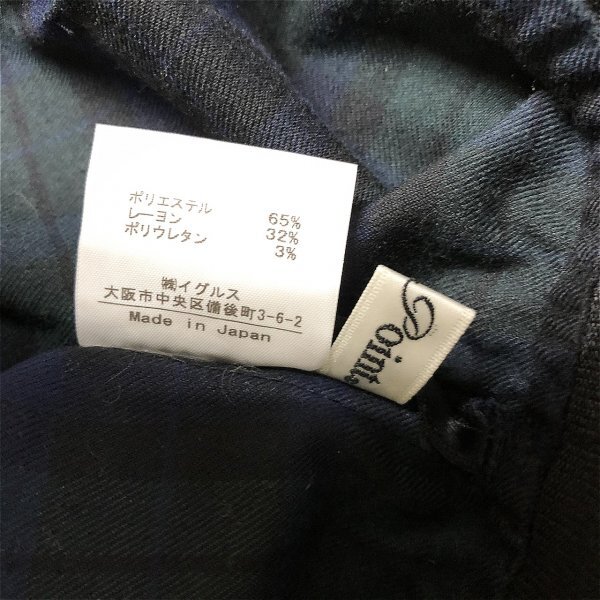 ポリエステル 65%
レーヨン 32%
ポリウレタン 3%
㈱イグルス
大阪市中央区備後町3-6-2
Made in Japan
Point